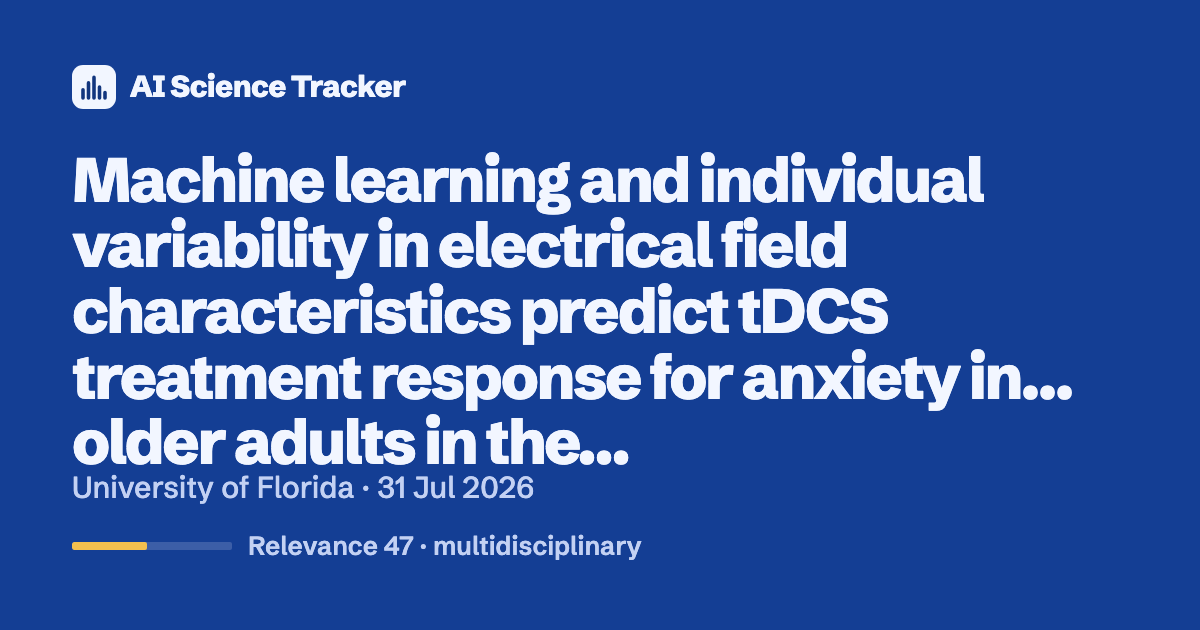 AI Science Tracker
Machine learning and individual
variability in electrical field
characteristics predict tDCS
treatment response for anxiety in…
older adults in the…
University of Florida · 31 Jul 2026
Relevance 47 · multidisciplinary